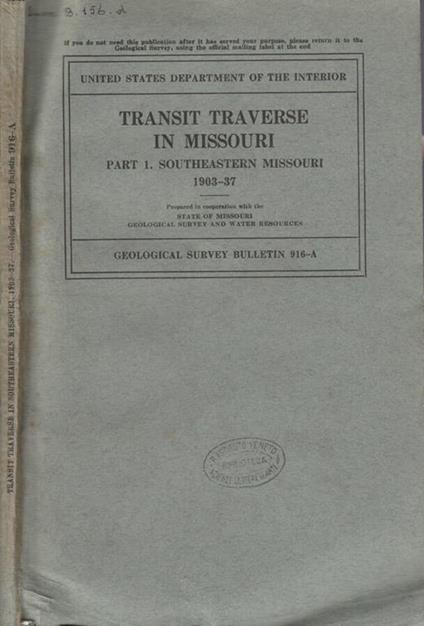 8.156.2
If you do not need this publication after it has served your purpose, please return it to the
Geological Survey, using the official mailing label at the end
UNITED STATES DEPARTMENT OF THE INTERIOR
TRANSIT TRAVERSE
IN MISSOURI
PART 1. SOUTHEASTERN MISSOURI
1903–37
Prepared in cooperation with the
STATE OF MISSOURI
GEOLOGICAL SURVEY AND WATER RESOURCES
GEOLOGICAL SURVEY BULLETIN 916–A
VENETO
TRANSIT TRAVERSE IN SOUTHEASTERN MISSOURI, 1903–37.—Geological Survey Bulletin 916–A